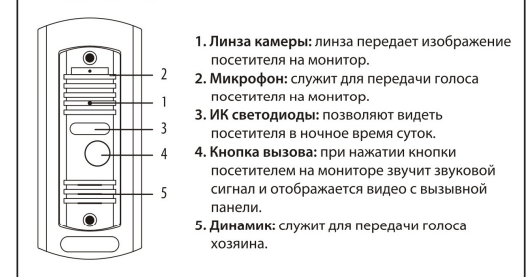 2
1
3
4
5
1. Линза камеры: линза передает изображение
посетителя на монитор.
2. Микрофон: служит для передачи голоса
посетителя на монитор.
3. ИК светодиоды: позволяют видеть
посетителя в ночное время суток.
4. Кнопка вызова: при нажатии кнопки
посетителем на мониторе звучит звуковой
сигнал и отображается видео с вызывной
панели.
5. Динамик: служит для передачи голоса
хозяина.